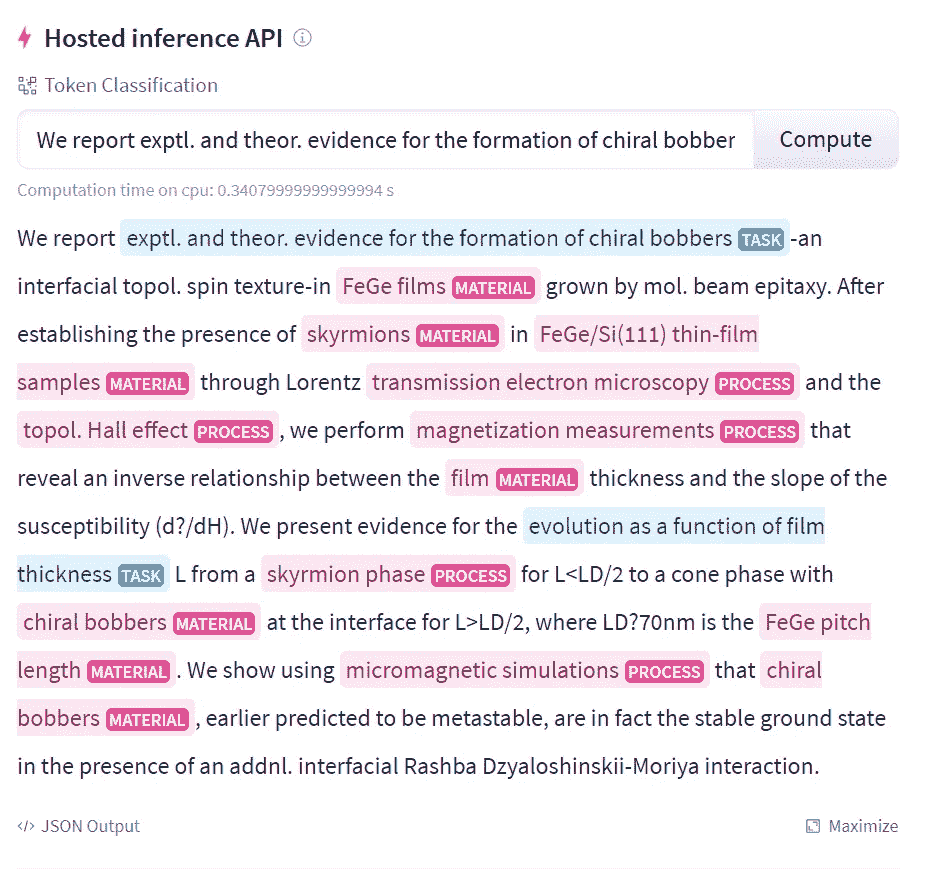 Hosted inference API
Token Classification
We report exptl. and theor. evidence for the formation of chiral bobber
Compute
Computation time on cpu: 0.34079999999999994 s
We report exptl. and theor. evidence for the formation of chiral bobbers TASK -an
interfacial topol. spin texture-in FeGe films MATERIAL grown by mol. beam epitaxy. After
establishing the presence of skyrmions MATERIAL in FeGe/Si(111) thin-film
samples MATERIAL through Lorentz transmission electron microscopy PROCESS and the
topol. Hall effect PROCESS , we perform magnetization measurements PROCESS that
reveal an inverse relationship between the film MATERIAL thickness and the slope of the
susceptibility (d?/dH). We present evidence for the evolution as a function of film
thickness TASK L from a skyrmion phase PROCESS for L<LD/2 to a cone phase with
chiral bobbers MATERIAL at the interface for L>LD/2, where LD?70nm is the FeGe pitch
length MATERIAL . We show using micromagnetic simulations PROCESS that chiral
bobbers MATERIAL , earlier predicted to be metastable, are in fact the stable ground state
in the presence of an addnl. interfacial Rashba Dzyaloshinskii-Moriya interaction.
</> JSON Output
Maximize